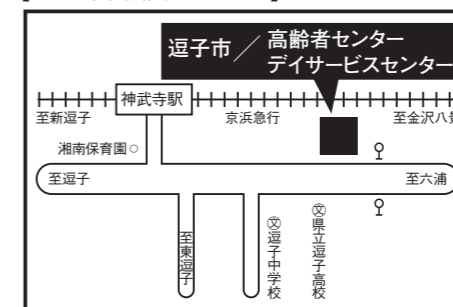 逗子市／高齢者センター
デイサービスセンター
神武寺駅
至新逗子
京浜急行
至金沢八景
湘南保育園
至逗子
至六浦
至東逗子
文逗子中学校
文県立逗子高校